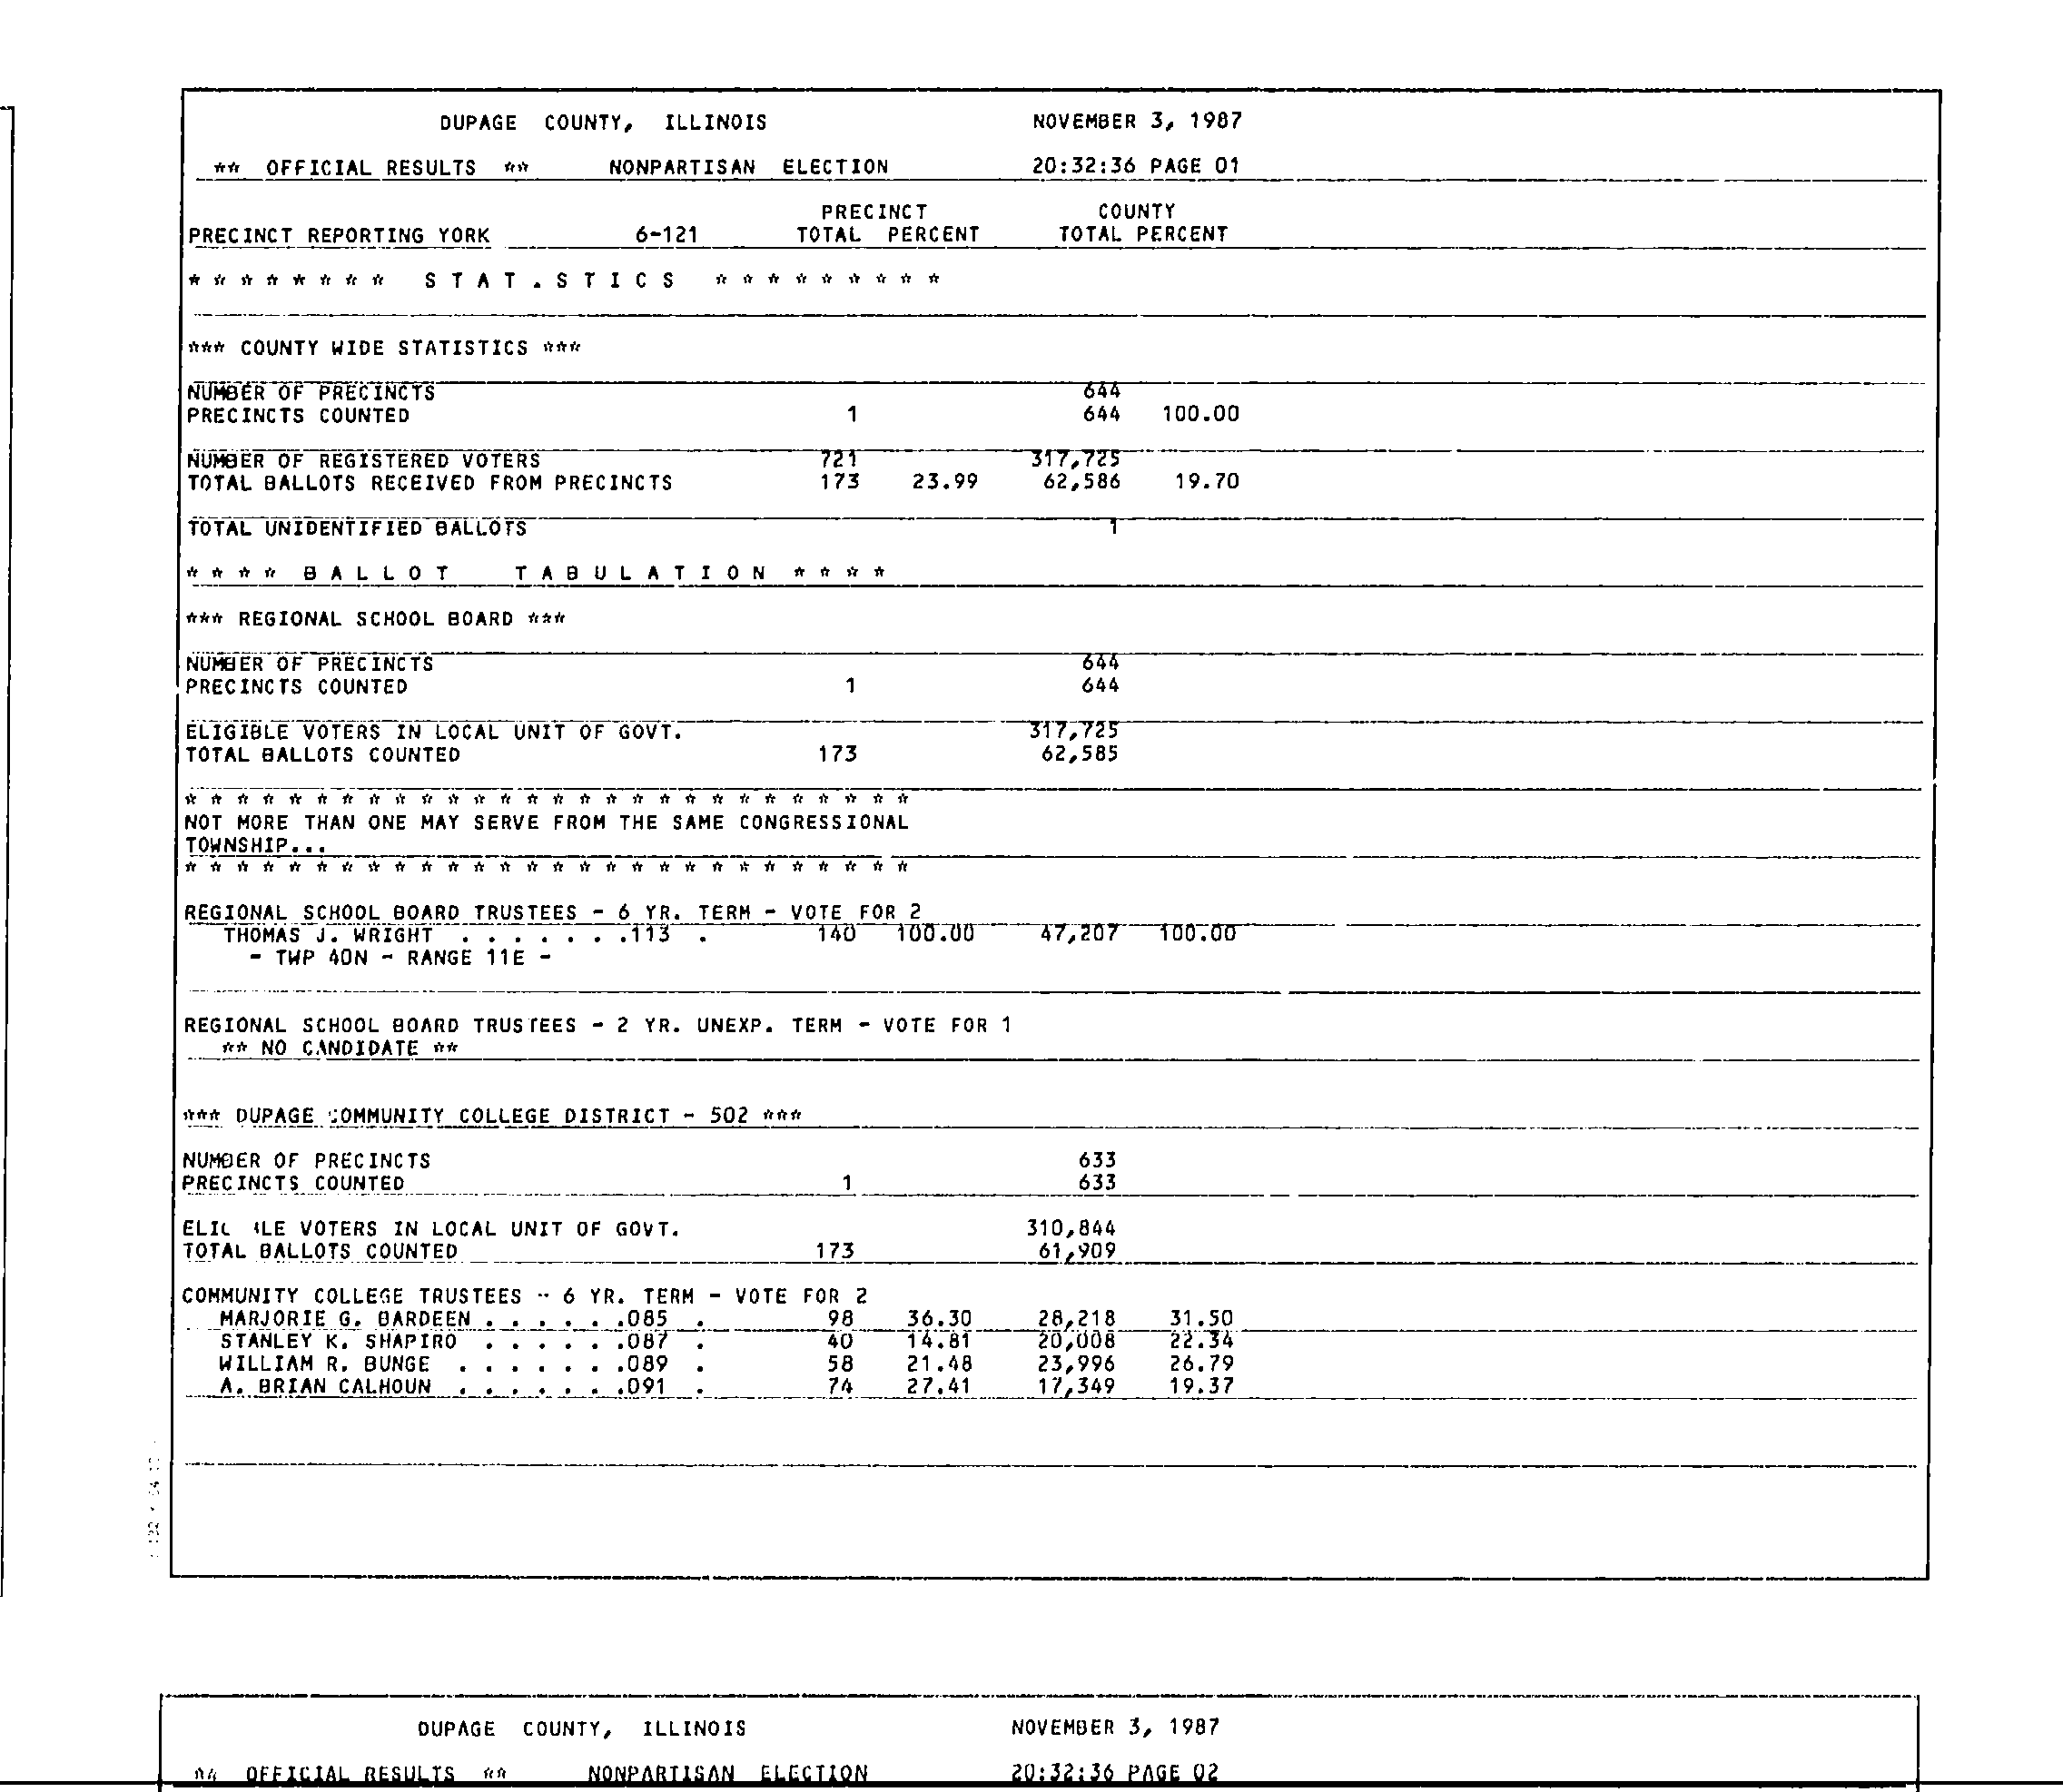 DUPAGE COUNTY, ILLINOIS NOVEMBER 3, 1987
** OFFICIAL RESULTS ** NONPARTISAN ELECTION 20:32:36 PAGE 01
PRECINCT COUNTY
PRECINCT REPORTING YORK 6-121 TOTAL PERCENT TOTAL PERCENT
* * * * * * * * S T A T . S T I C S * * * * * * * * *
*** COUNTY WIDE STATISTICS ***
NUMBER OF PRECINCTS 644
PRECINCTS COUNTED 1 644 100.00
NUMBER OF REGISTERED VOTERS 721 317,725
TOTAL BALLOTS RECEIVED FROM PRECINCTS 173 23.99 62,586 19.70
TOTAL UNIDENTIFIED BALLOTS 1
* * * * B A L L O T T A B U L A T I O N * * * *
*** REGIONAL SCHOOL BOARD ***
NUMBER OF PRECINCTS 644
PRECINCTS COUNTED 1 644
ELIGIBLE VOTERS IN LOCAL UNIT OF GOVT. 317,725
TOTAL BALLOTS COUNTED 173 62,585
* * * * * * * * * * * * * * * * * * * * * * * * * * * *
NOT MORE THAN ONE MAY SERVE FROM THE SAME CONGRESSIONAL
TOWNSHIP...
* * * * * * * * * * * * * * * * * * * * * * * * * * * *
REGIONAL SCHOOL BOARD TRUSTEES - 6 YR. TERM - VOTE FOR 2
THOMAS J. WRIGHT . . . . . . .113 . 140 100.00 47,207 100.00
- TWP 40N - RANGE 11E -
REGIONAL SCHOOL BOARD TRUSTEES - 2 YR. UNEXP. TERM - VOTE FOR 1
** NO CANDIDATE **
*** DUPAGE COMMUNITY COLLEGE DISTRICT - 502 ***
NUMBER OF PRECINCTS 633
PRECINCTS COUNTED 1 633
VOTERS IN LOCAL UNIT OF GOVT. 310,844
TOTAL BALLOTS COUNTED 173 61,909
COMMUNITY COLLEGE TRUSTEES - 6 YR. TERM - VOTE FOR 2
MARJORIE G. BARDEEN . . . . . .085 . 98 36.30 28,218 31.50
STANLEY K. SHAPIRO . . . . . .087 . 40 14.81 20,008 22.34
WILLIAM R. BUNGE . . . . . . .089 . 58 21.48 23,996 26.79
A. BRIAN CALHOUN . . . . . . .091 . 74 27.41 17,349 19.37
DUPAGE COUNTY, ILLINOIS NOVEMBER 3, 1987
** OFFICIAL RESULTS ** NONPARTISAN ELECTION 20:32:36 PAGE 02